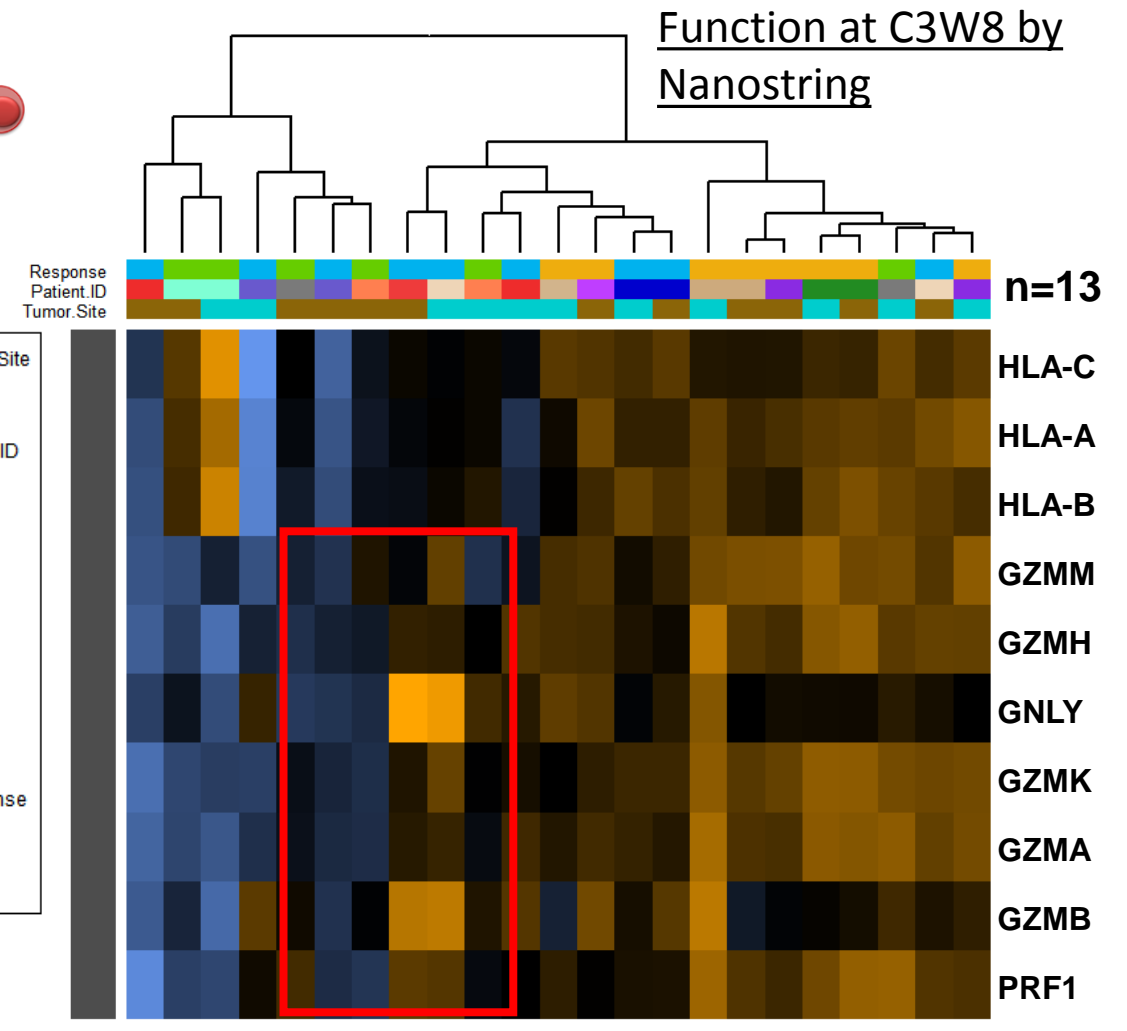 Function at C3W8 by
Nanostring
Response
Patient.ID
Tumor.Site
n=13
Site
ID
nse
HLA-C
HLA-A
HLA-B
GZMM
GZMH
GNLY
GZMK
GZMA
GZMB
PRF1